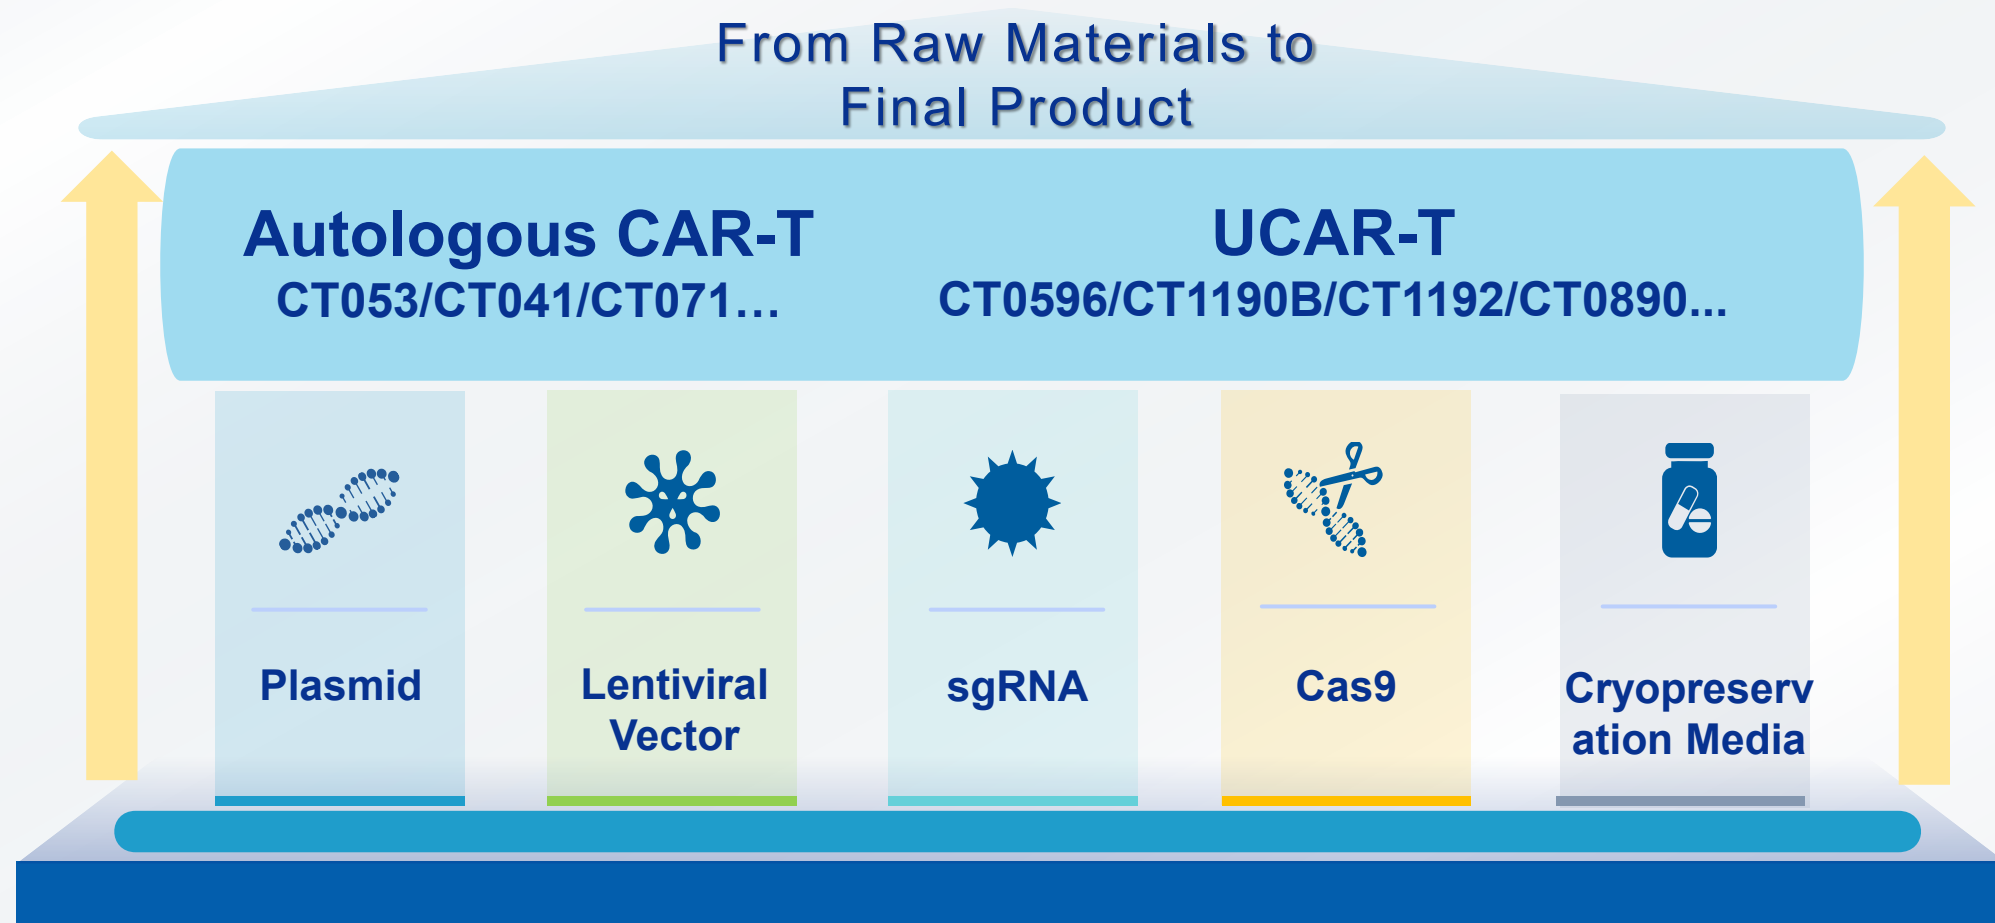 From Raw Materials to
Final Product
Autologous CAR-T
CT053/CT041/CT071…
UCAR-T
CT0596/CT1190B/CT1192/CT0890...
Plasmid
Lentiviral
Vector
sgRNA
Cas9
Cryopreserv
ation Media